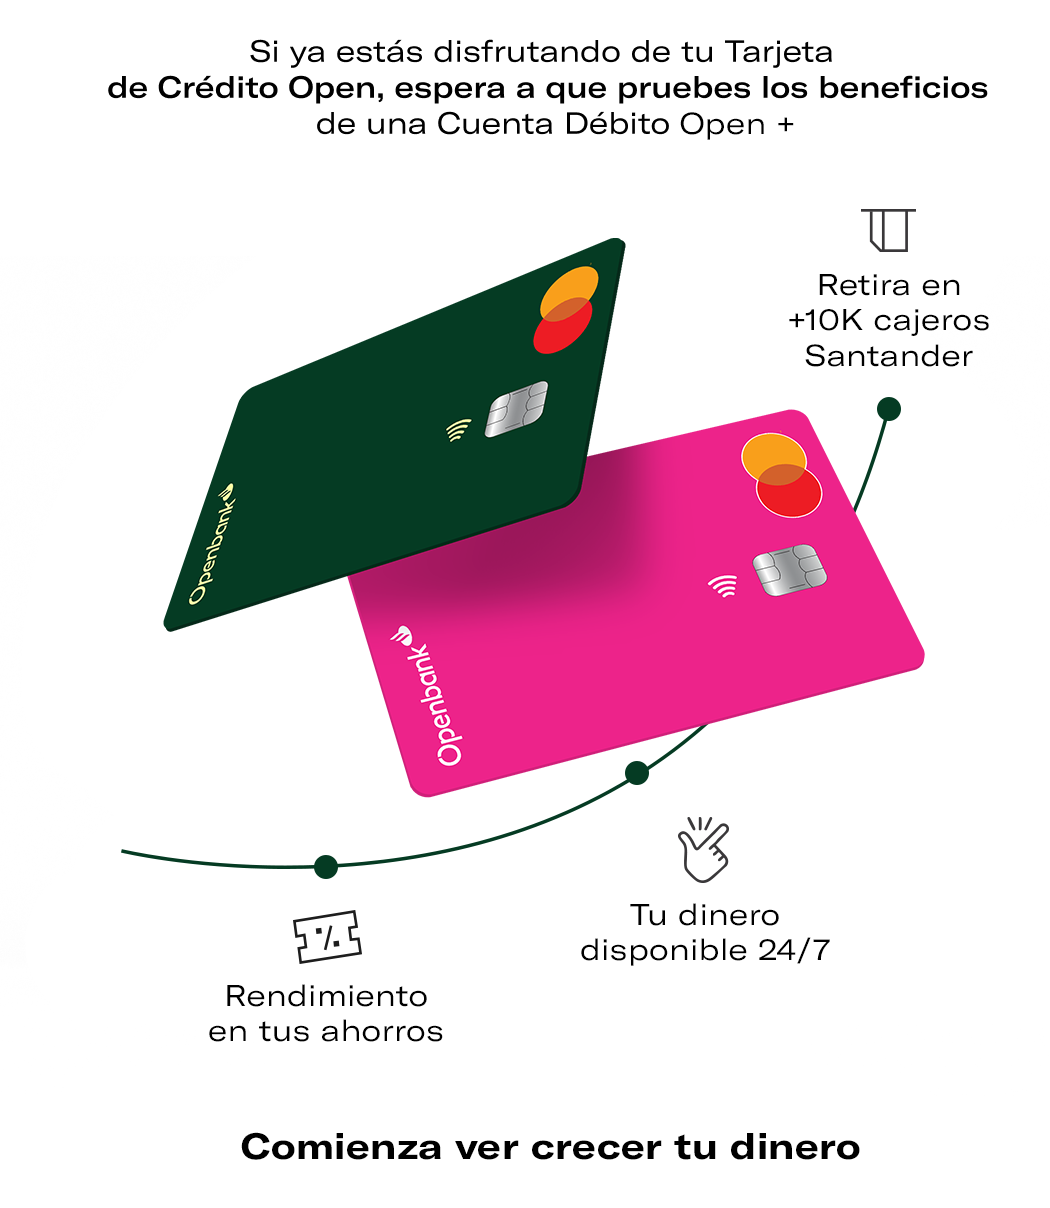 Si ya estás disfrutando de tu Tarjeta
de Crédito Open, espera a que pruebes los beneficios
de una Cuenta Débito Open +
Retira en
+10K cajeros
Santander
Openbank
Openbank
Tu dinero
disponible 24/7
%
Rendimiento
en tus ahorros
Comienza ver crecer tu dinero